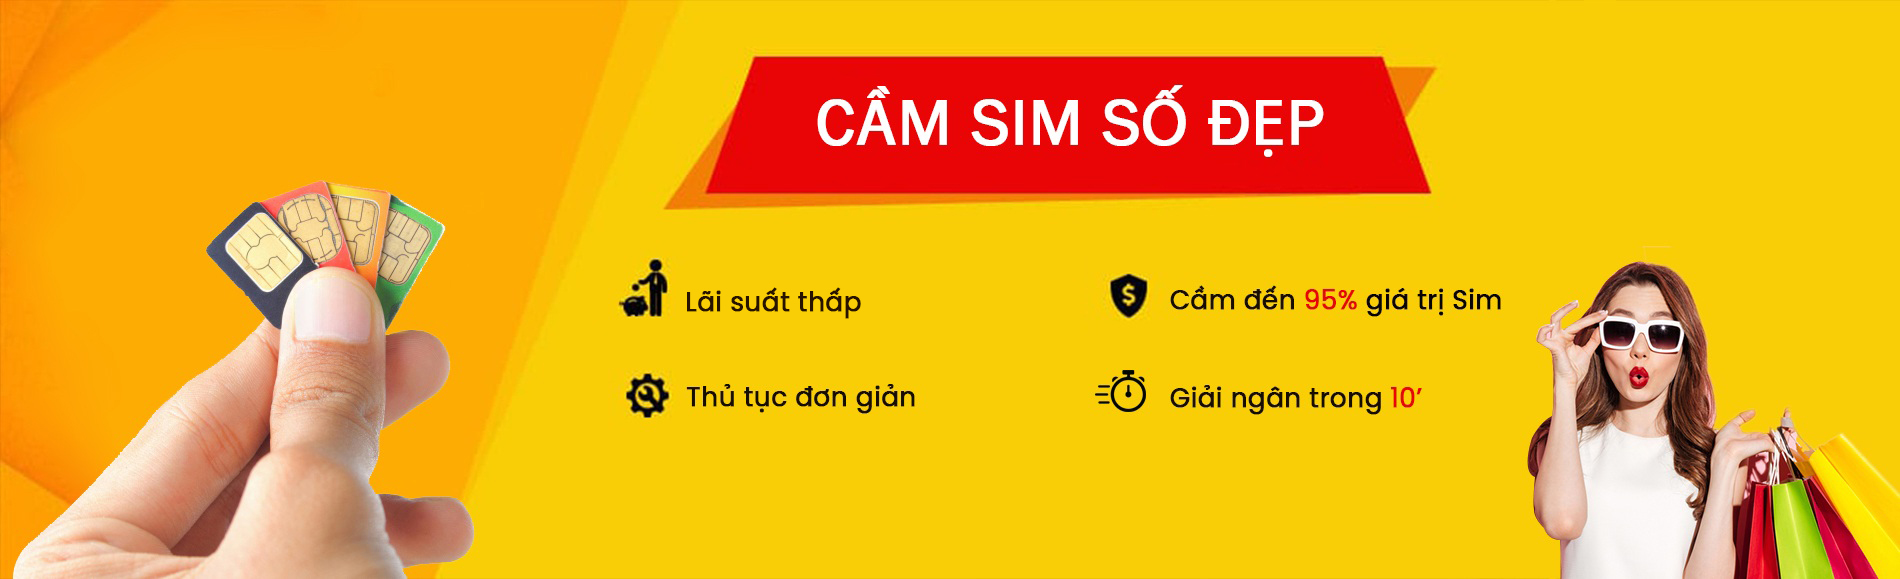 CẦM SIM SỐ ĐẸP
Lãi suất thấp
Cầm đến 95% giá trị Sim
Thủ tục đơn giản
Giải ngân trong 10’